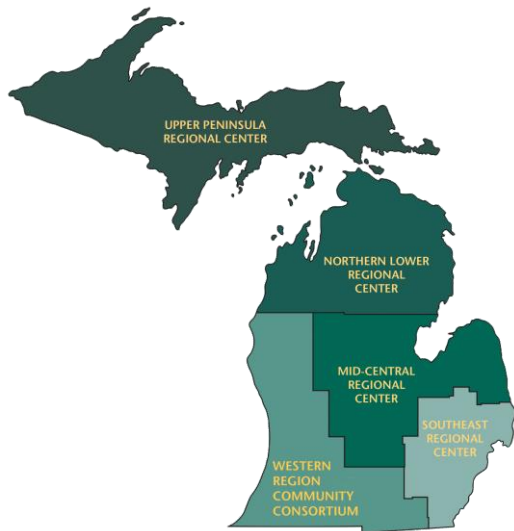 UPPER PENINSULA
REGIONAL CENTER
NORTHERN LOWER
REGIONAL
CENTER
MID-CENTRAL
REGIONAL
CENTER
SOUTHEAST
REGIONAL
CENTER
WESTERN
REGION
COMMUNITY
CONSORTIUM